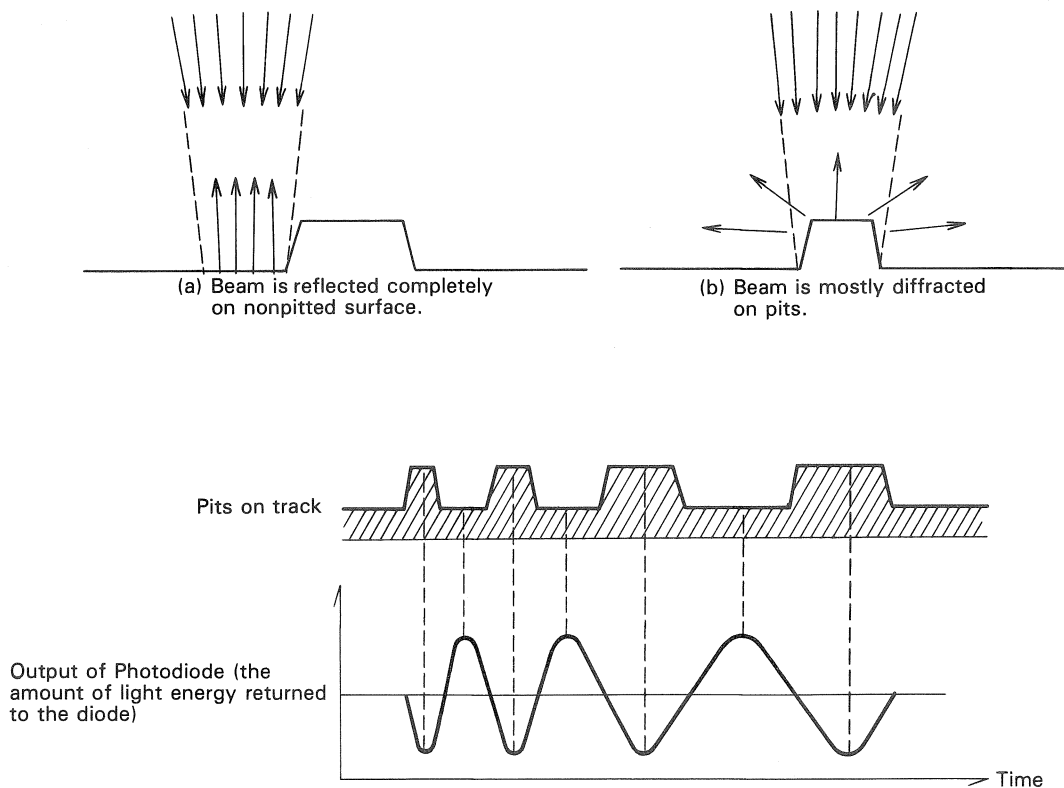 (a) Beam is reflected completely
on nonpitted surface.
(b) Beam is mostly diffracted
on pits.
Pits on track
Output of Photodiode (the
amount of light energy returned
to the diode)
Time